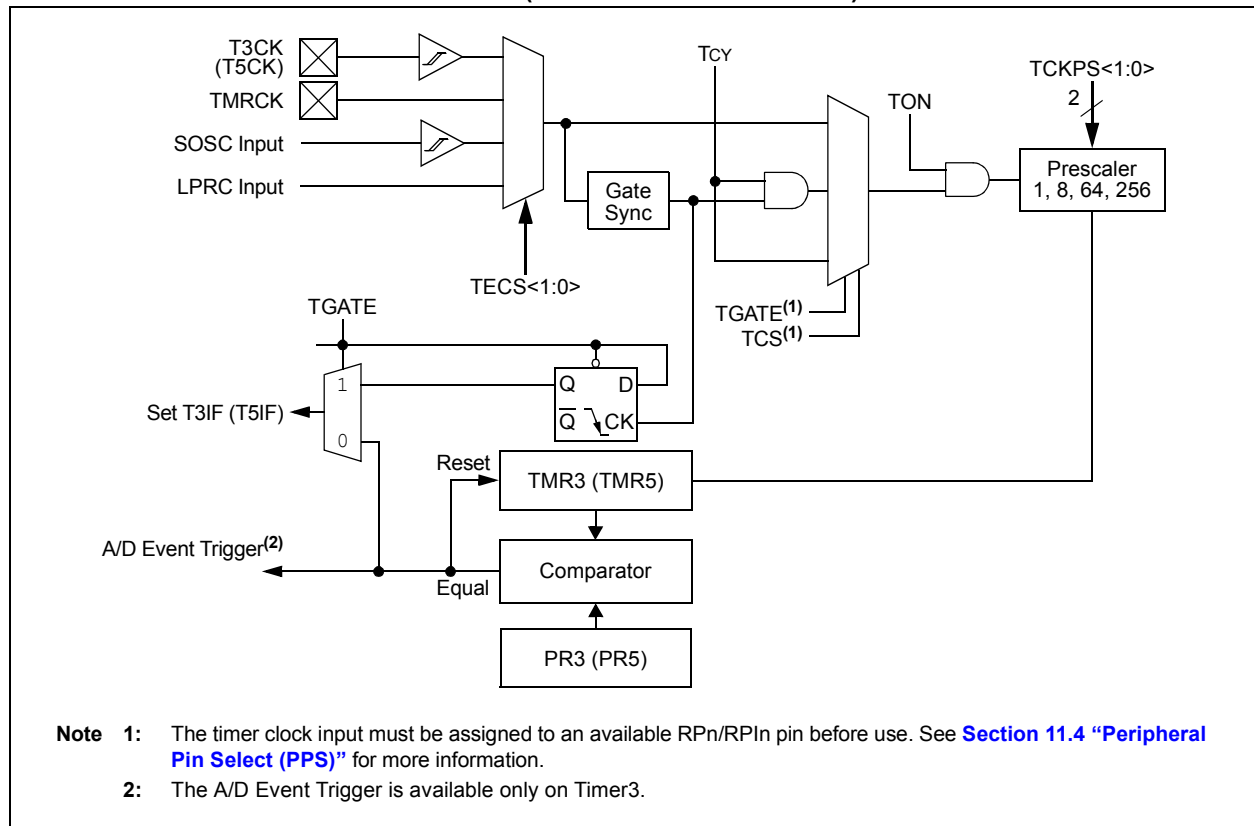 T3CK
(T5CK)
TMRCK
SOSC Input
LPRC Input
TECS<1:0>
Gate
Sync
TCY
TGATE(1)
TCS(1)
TON
TCKPS<1:0>
2
Prescaler
1, 8, 64, 256
TGATE
1
0
Set T3IF (T5IF)
Q D
Q CK
Reset
TMR3 (TMR5)
A/D Event Trigger(2)
Equal
Comparator
PR3 (PR5)
Note 1: The timer clock input must be assigned to an available RPn/RPIn pin before use. See Section 11.4 “Peripheral
Pin Select (PPS)” for more information.
2: The A/D Event Trigger is available only on Timer3.